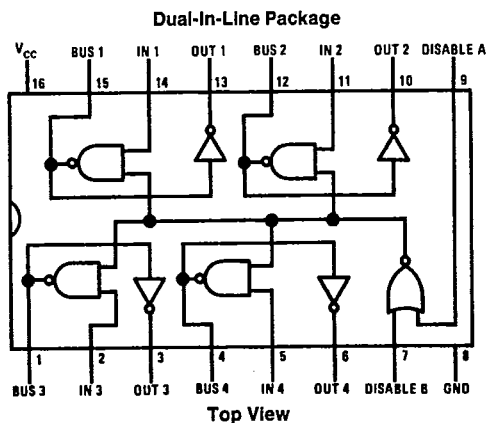 Dual-In-Line Package
VCC BUS 1 IN 1 OUT 1 BUS 2 IN 2 OUT 2 DISABLE A
16 15 14 13 12 11 10 9
1 2 3 4 5 6 7 8
BUS 3 IN 3 OUT 3 BUS 4 IN 4 OUT 4 DISABLE B GND
Top View